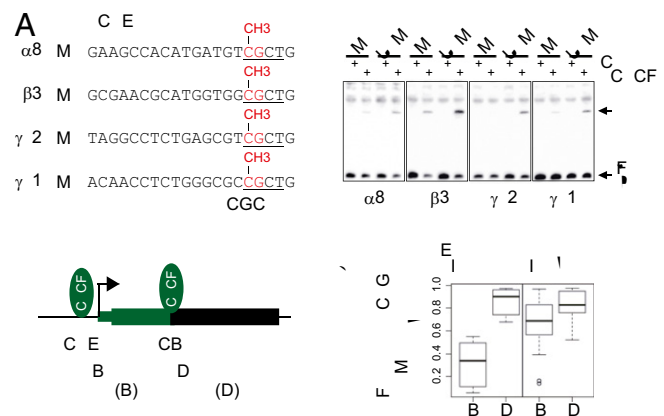 A
C E
CH3
α8 M GAAGCCACATGATGTCGCTG
CH3
β3 M GCGAACGCATGGTGGCGCTG
CH3
γ 2 M TAGGCCTCTGAGCGTCGCTG
CH3
γ 1 M ACAACCTCTGGGCGCCGCTG
CGC
M M M M M M M M
+ + + + + + + + C
C CF
F
α8 β3 γ 2 γ 1
C CF C CF
C E CB
B D
(B) (D)
E
I I
C G
F M
0.2 0.4 0.6 0.8 1.0
B D B D